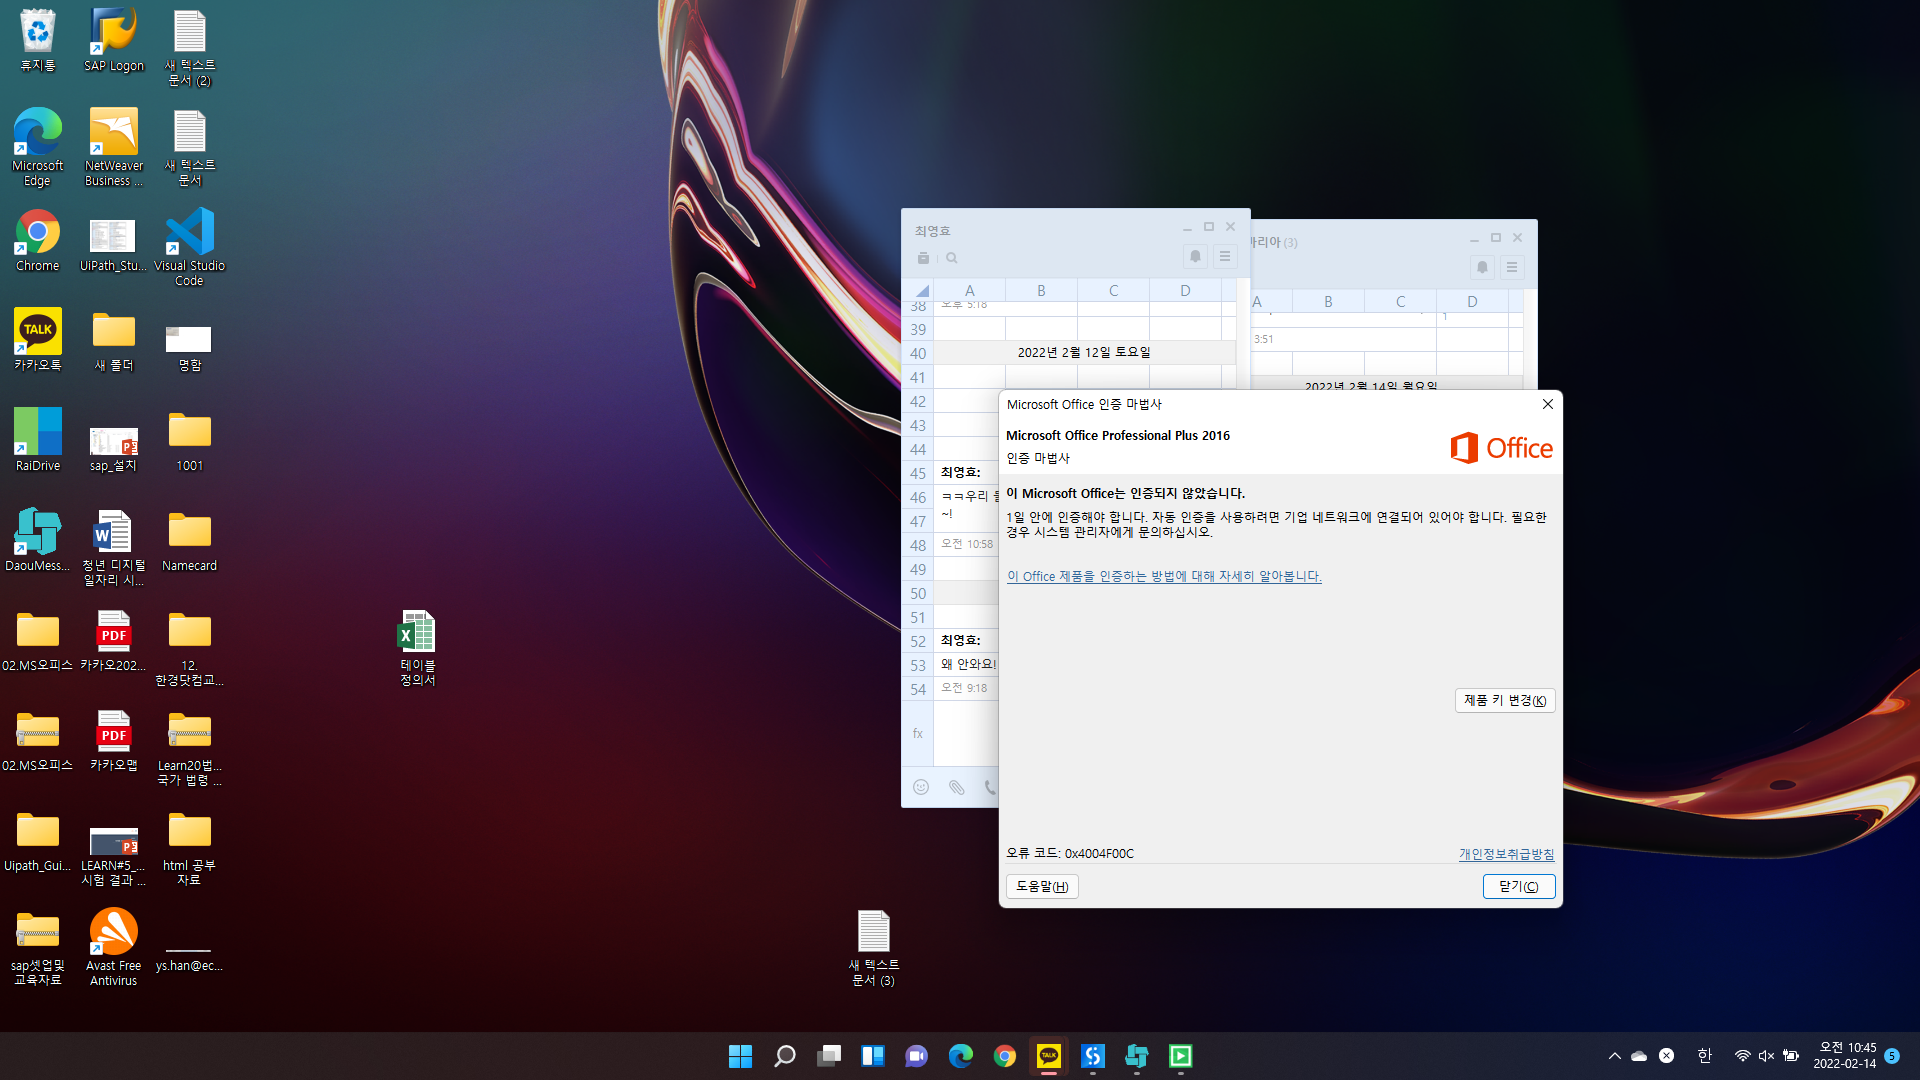 휴지통
SAP Logon
새 텍스트
문서 (2)
Microsoft
Edge
NetWeaver
Business ...
새 텍스트
문서
Chrome
UiPath_Stu...
Visual Studio
Code
TALK
카카오톡
새 폴더
명함
RaiDrive
sap_설치
1001
DaouMess...
청년 디지털
일자리 시...
Namecard
02.MS오피스
PDF
카카오202...
12.
한경닷컴교...
02.MS오피스
PDF
카카오맵
Learn20법...
국가 법령 ...
Uipath_Gui...
LEARN#5_...
시험 결과 ...
html 공부
자료
sap셋업및
교육자료
Avast Free
Antivirus
ys.han@ec...
테이블
정의서
새 텍스트
문서 (3)
최영효
A B C D
38 오후 5:18
39
40 2022년 2월 12일 토요일
41
42
43
44
45 최영효:
46 ㅋㅋ우리
47 ~!
48 오전 10:58
49
50
51
52 최영효:
53 왜 안와요!
54 오전 9:18
fx
리아 (3)
A B C D
3:51
2022년 2월 14일 월요일
Microsoft Office 인증 마법사
Microsoft Office Professional Plus 2016
인증 마법사
Office
이 Microsoft Office는 인증되지 않았습니다.
1일 안에 인증해야 합니다. 자동 인증을 사용하려면 기업 네트워크에 연결되어 있어야 합니다. 필요한
경우 시스템 관리자에게 문의하십시오.
이 Office 제품을 인증하는 방법에 대해 자세히 알아봅니다.
제품 키 변경(K)
오류 코드: 0x4004F00C
개인정보취급방침
도움말(H)
닫기(C)
TALK
한
오전 10:45
2022-02-14
5